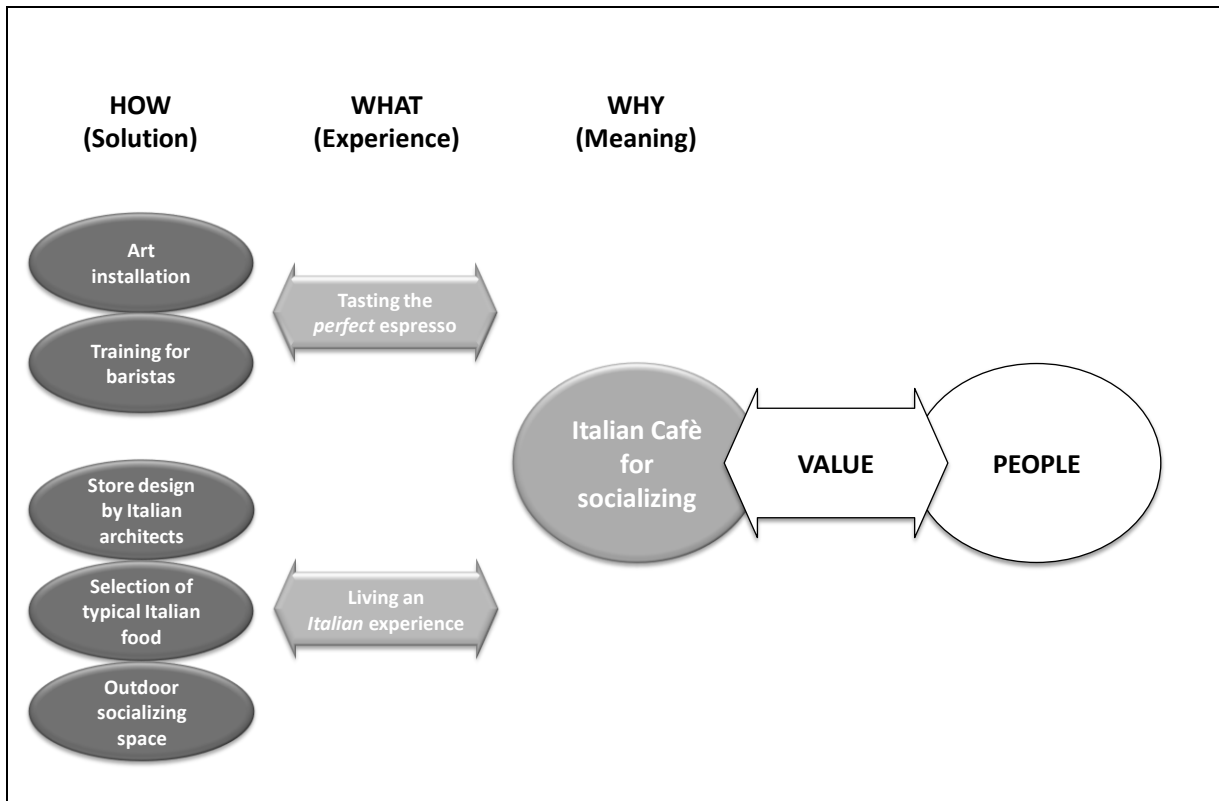 HOW
(Solution)
WHAT
(Experience)
WHY
(Meaning)
Art
installation
Training for
baristas
Tasting the
perfect espresso
Store design
by Italian
architects
Selection of
typical Italian
food
Outdoor
socializing
space
Living an
Italian experience
Italian Cafè
for
socializing
VALUE
PEOPLE